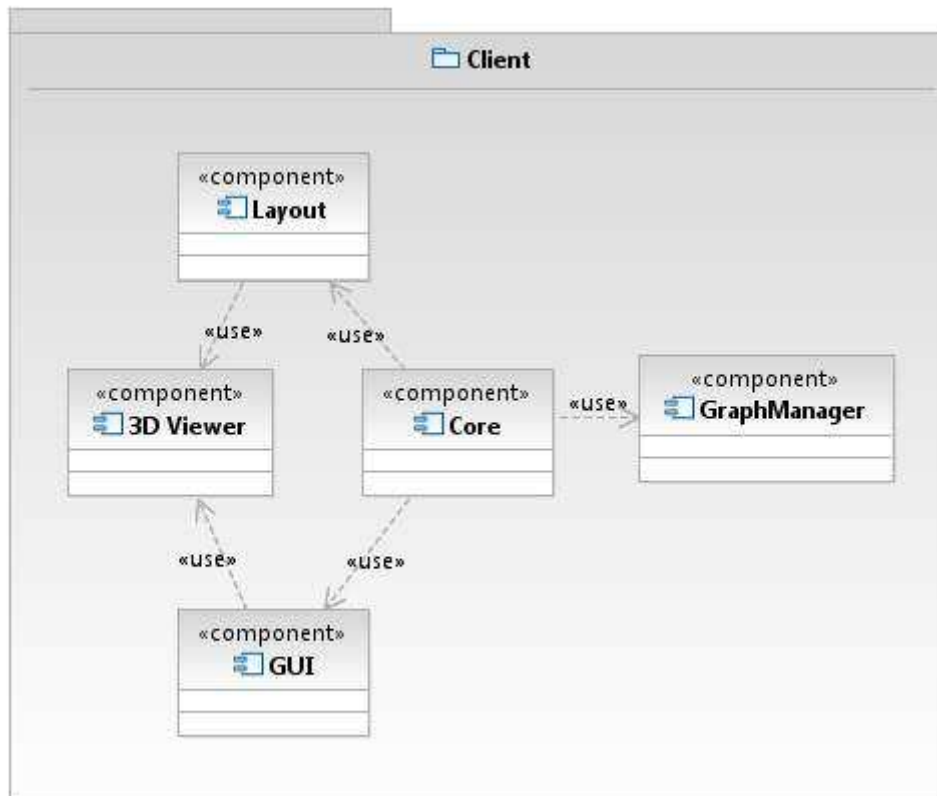 Client
«component»
Layout
«use»
«use»
«component»
3D Viewer
«component»
Core
«use»
«component»
GraphManager
«use»
«use»
«component»
GUI